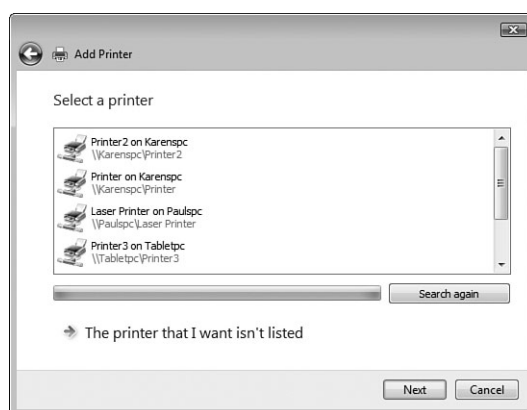 Add Printer
Select a printer
Printer2 on Karenspc
\\Karenspc\Printer2
Printer on Karenspc
\\Karenspc\Printer
Laser Printer on Paulspc
\\Paulspc\Laser Printer
Printer3 on Tabletpc
\\Tabletpc\Printer3
Search again
The printer that I want isn't listed
Next
Cancel